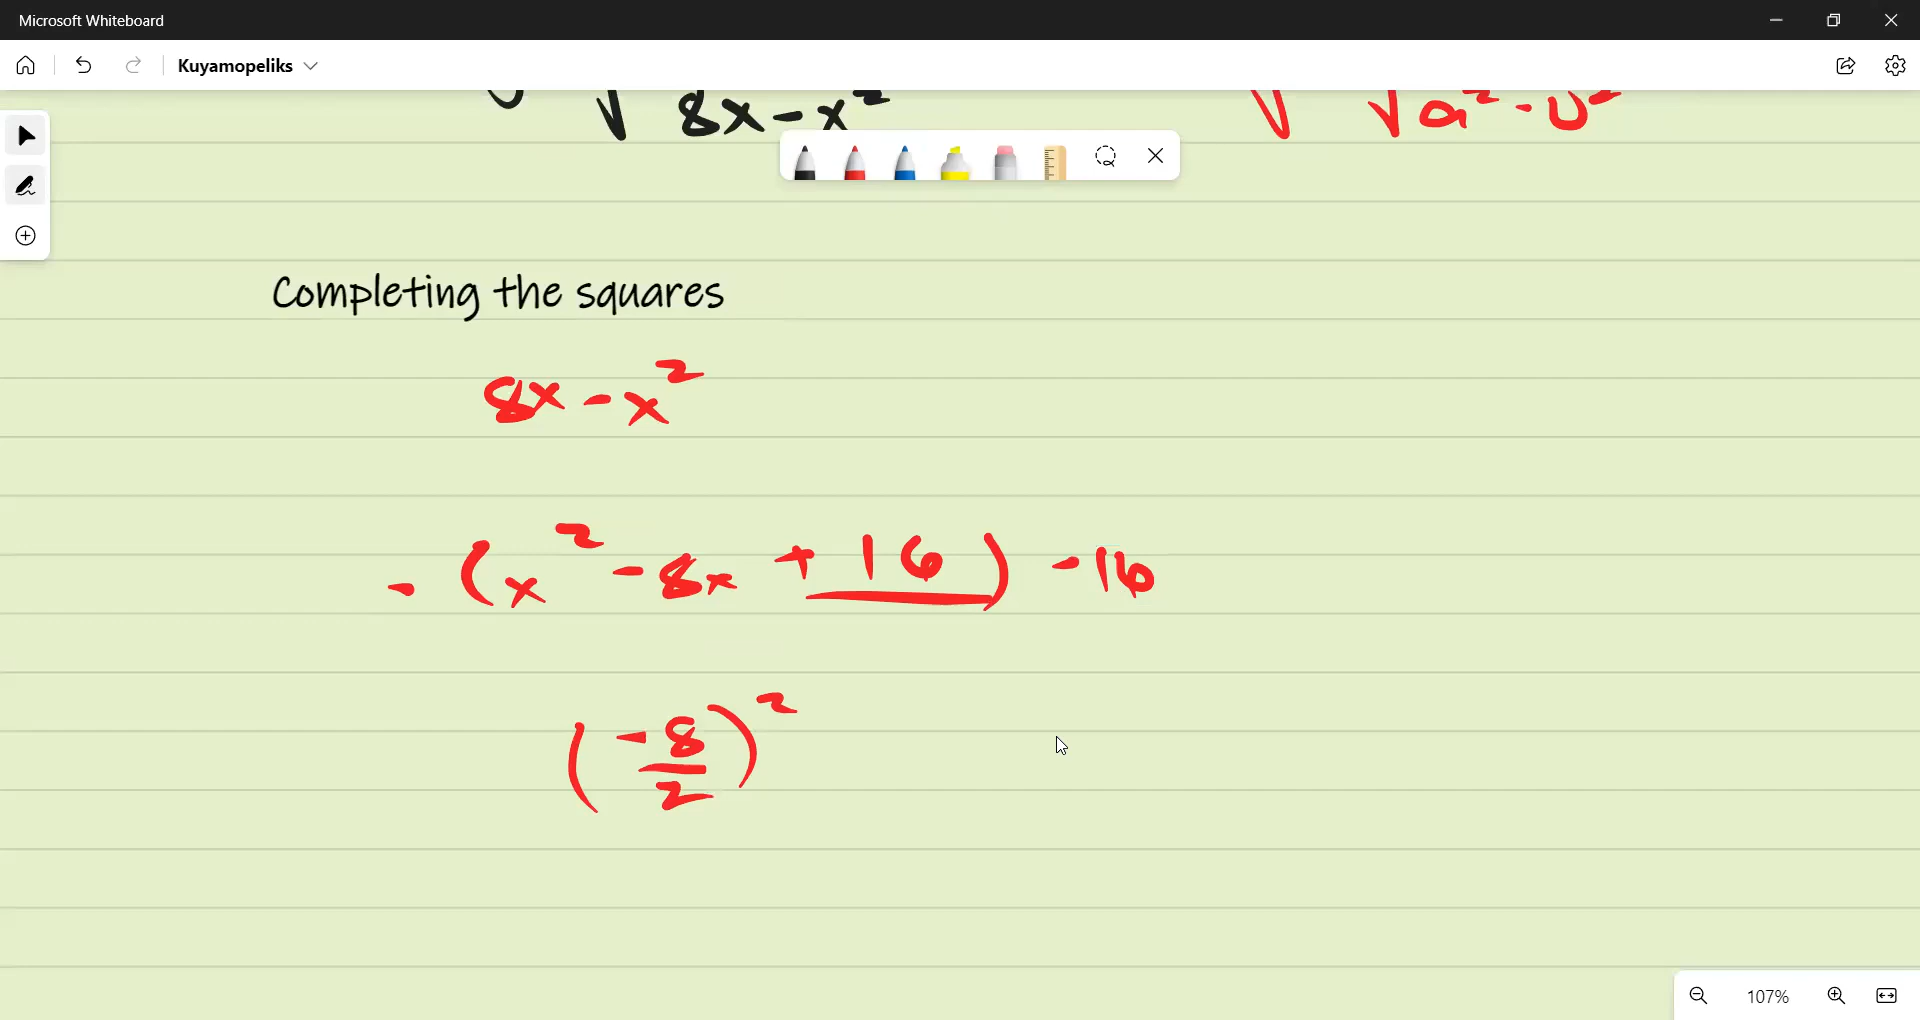 Microsoft Whiteboard
Kuyamopeliks
√8x-x²
√a²-u²
Completing the squares
8x-x²
-(x²-8x+16)-16
(-8/2)²
107%